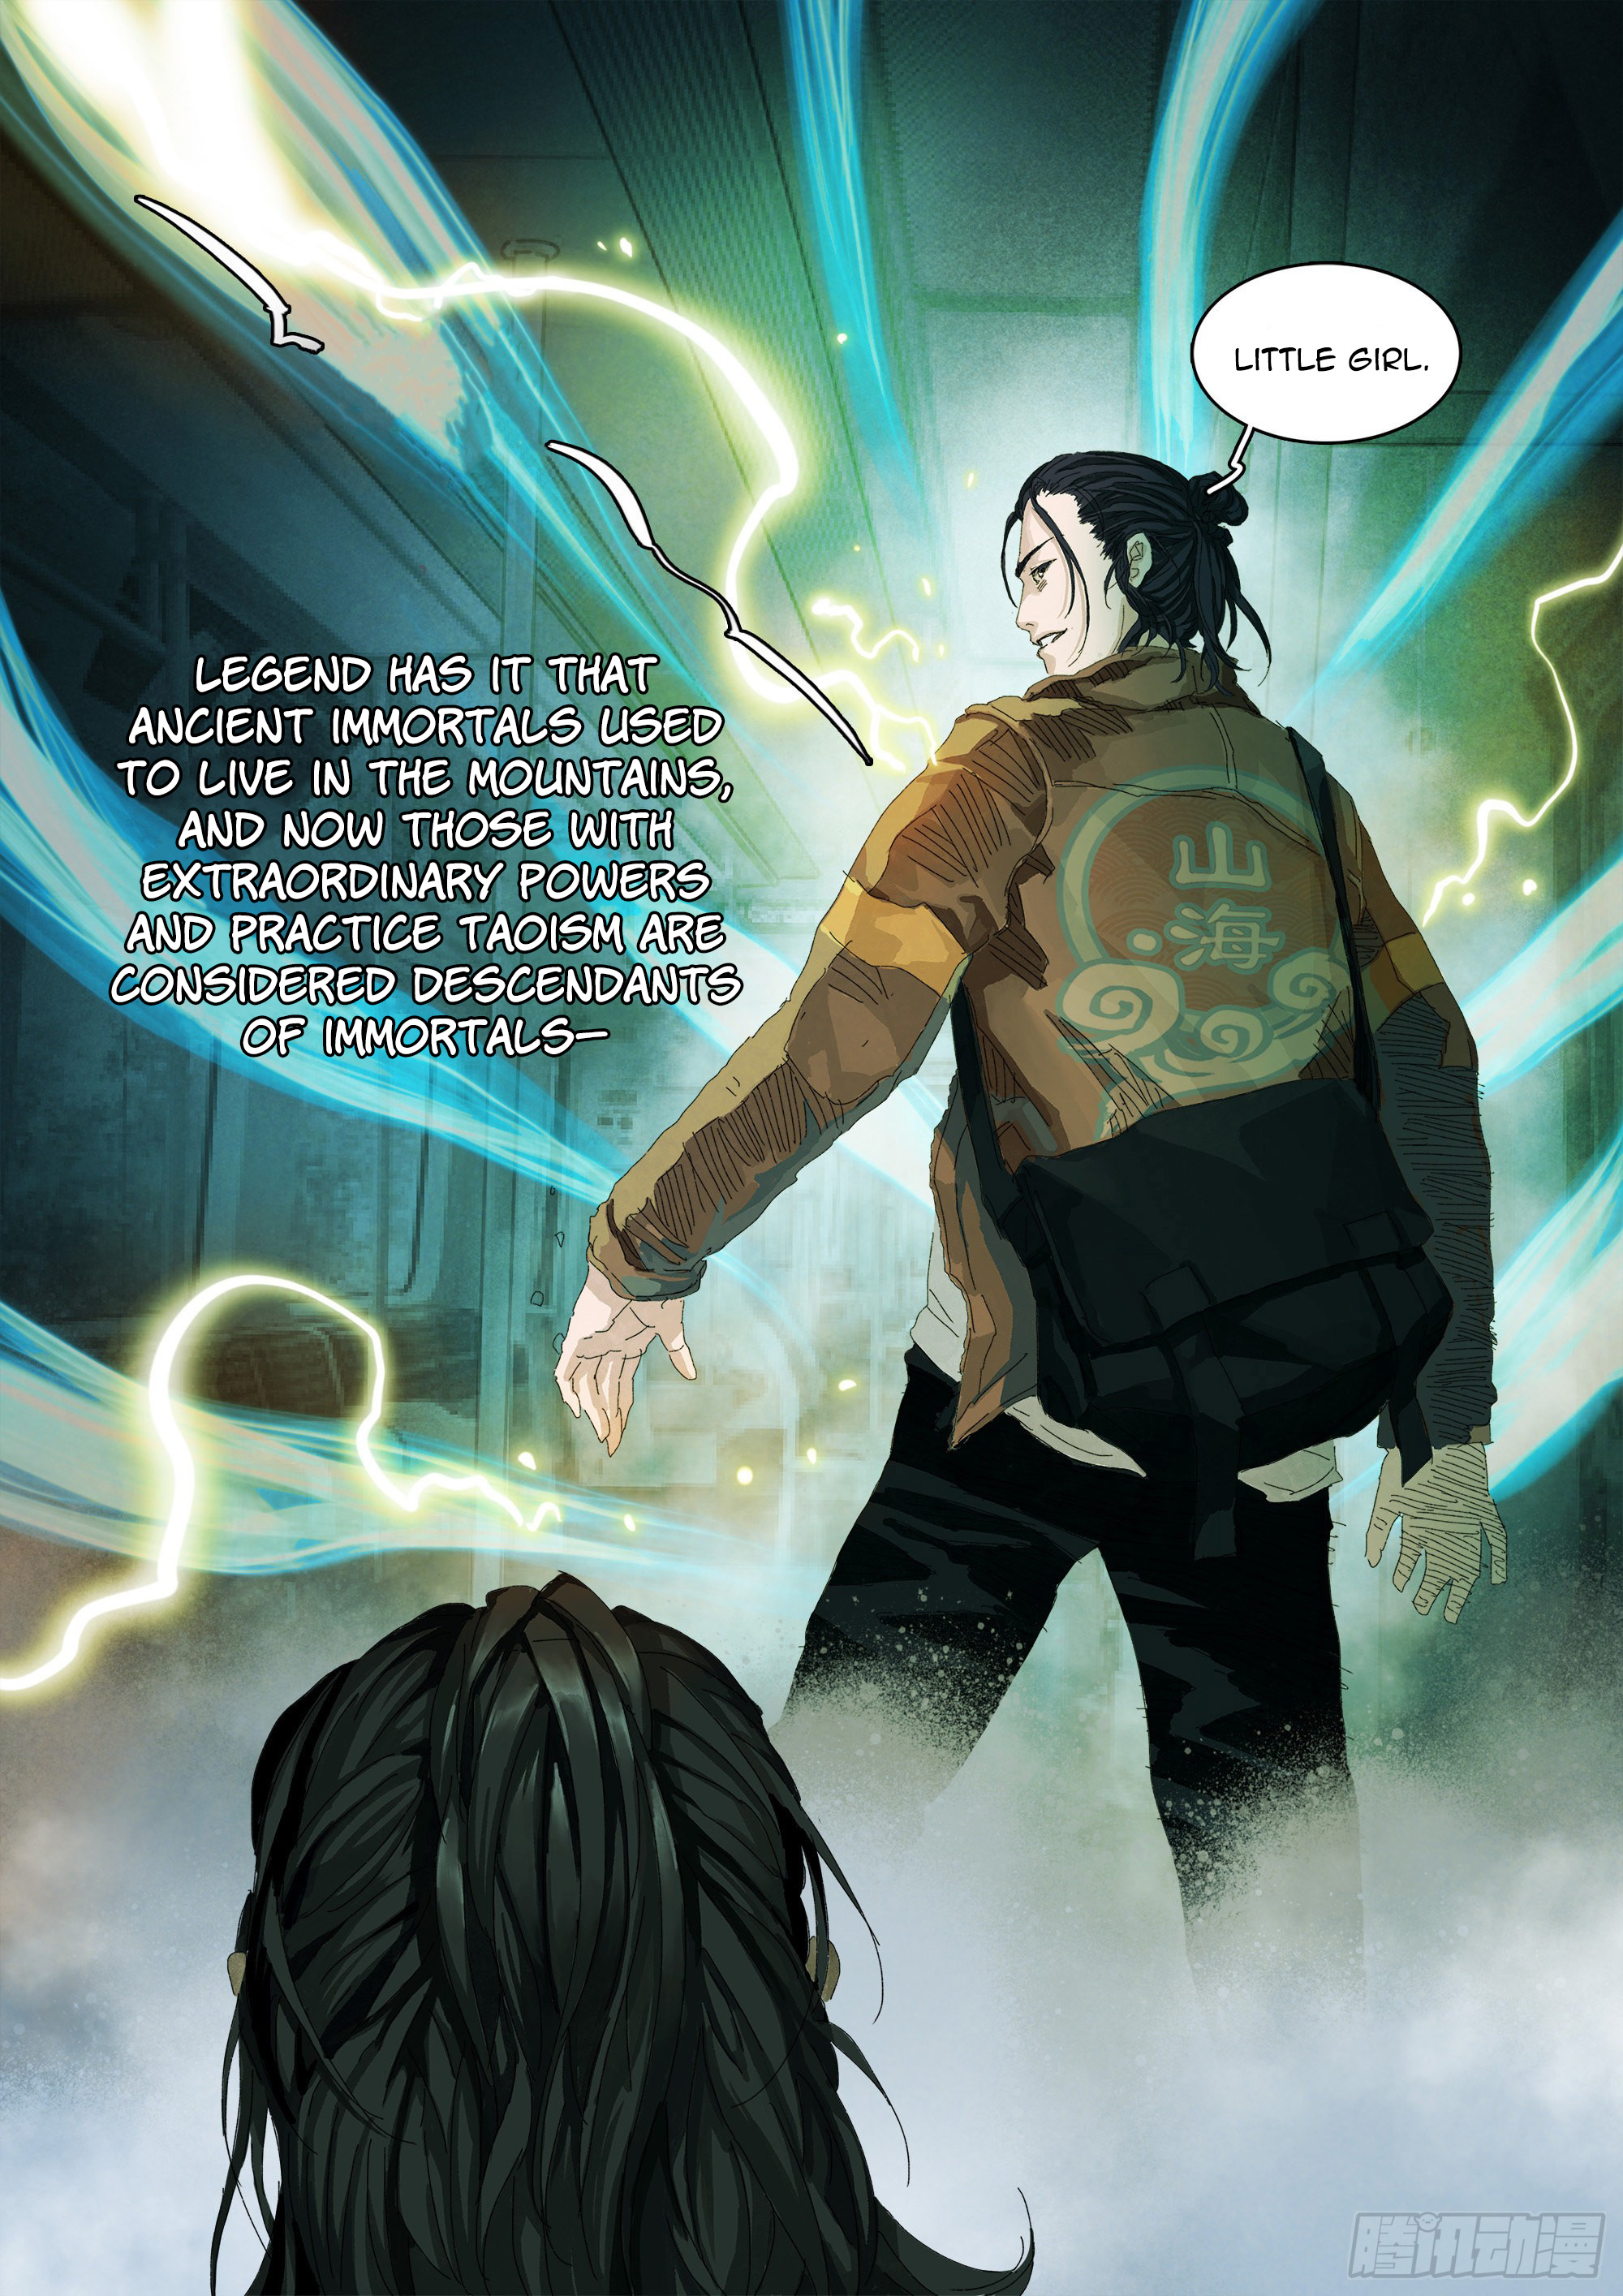 LITTLE GIRL.
LEGEND HAS IT THAT
ANCIENT IMMORTALS USED
TO LIVE IN THE MOUNTAINS,
AND NOW THOSE WITH
EXTRAORDINARY POWERS
AND PRACTICE TAOISM ARE
CONSIDERED DESCENDANTS
OF IMMORTALS—
山
海
腾讯动漫